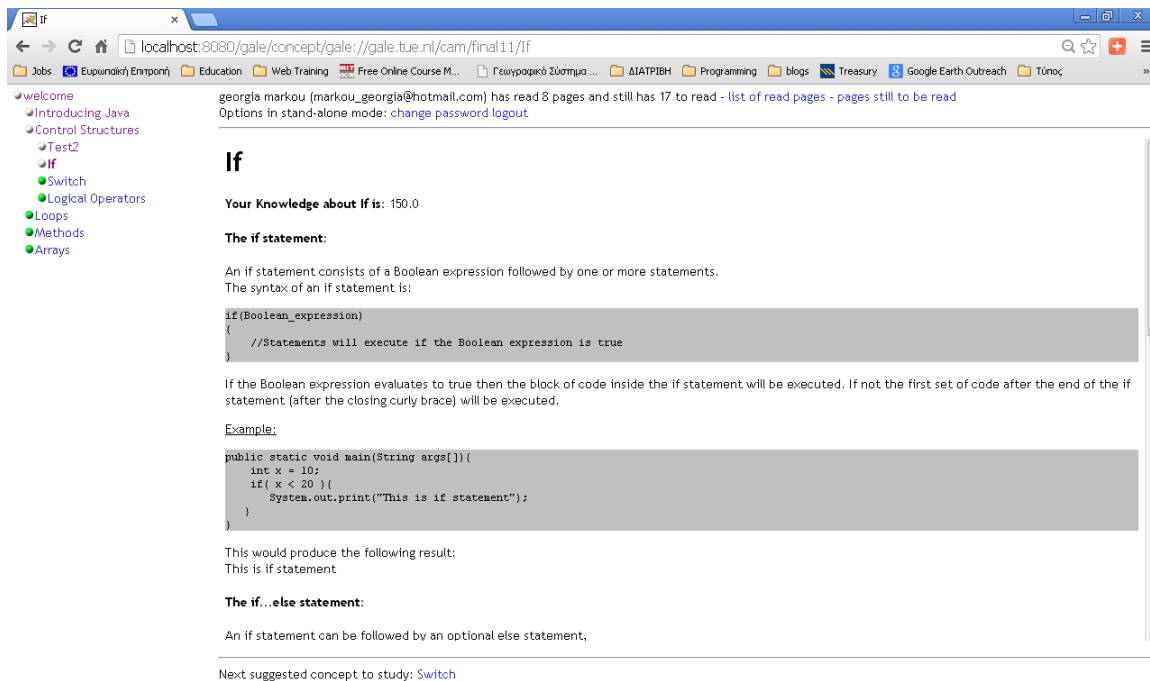 If
localhost:8080/gale/concept/gale://gale.tue.nl/cam/final11/If
Jobs Ευρωπαϊκή Επιτροπή Education Web Training Free Online Course M... Γεωγραφικό Σύστημα ... ΔΙΑΤΡΙΒΗ Programming blogs Treasury Google Earth Outreach Τύπος »
welcome
Introducing Java
Control Structures
Test2
If
Switch
Logical Operators
Loops
Methods
Arrays
georgia markou (markou_georgia@hotmail.com) has read 8 pages and still has 17 to read - list of read pages - pages still to be read
Options in stand-alone mode: change password logout
If
Your Knowledge about If is: 150.0
The if statement:
An if statement consists of a Boolean expression followed by one or more statements.
The syntax of an if statement is:
if(Boolean_expression)
{
//Statements will execute if the Boolean expression is true
}
If the Boolean expression evaluates to true then the block of code inside the if statement will be executed. If not the first set of code after the end of the if
statement (after the closing curly brace) will be executed.
Example:
public static void main(String args[]){
int x = 10;
if( x < 20 ){
System.out.print("This is if statement");
}
}
This would produce the following result:
This is if statement
The if...else statement:
An if statement can be followed by an optional else statement,
Next suggested concept to study: Switch